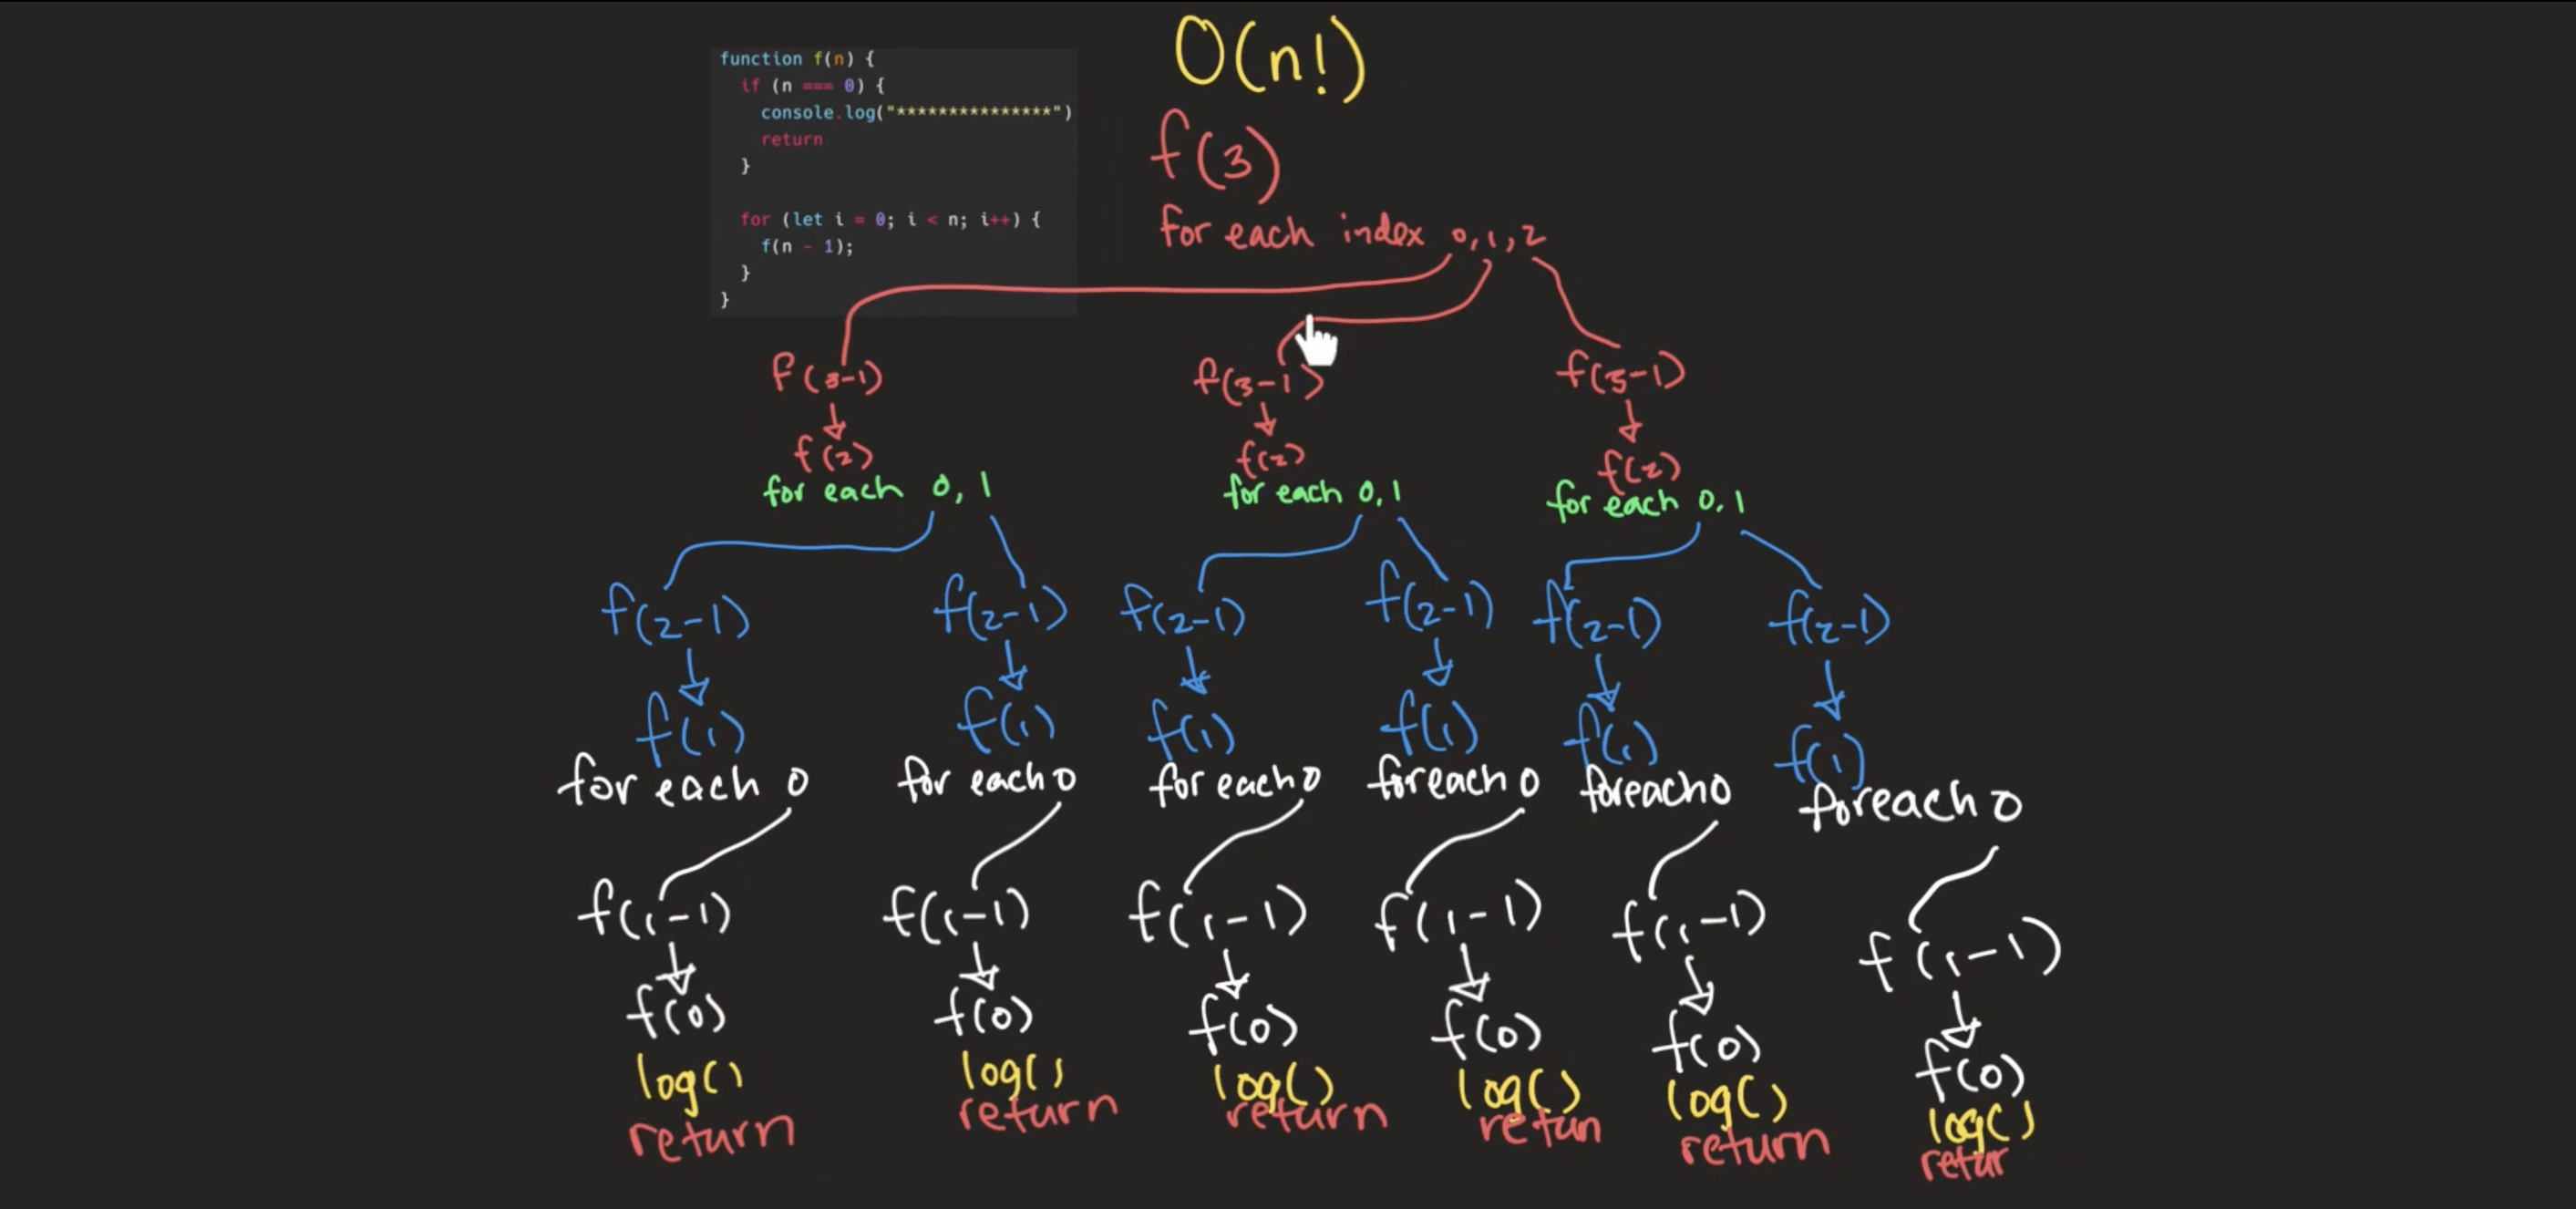 O(n!)
function f(n) {
if (n === 0) {
console.log("***************")
return
}
for (let i = 0; i < n; i++) {
f(n - 1);
}
}
f(3)
for each index 0,1,2
f(3-1) f(3-1) f(3-1)
f(2) f(2) f(2)
for each 0,1 for each 0,1 for each 0,1
f(2-1) f(2-1) f(2-1) f(2-1) f(2-1) f(2-1)
f(1) f(1) f(1) f(1) f(1) f(1)
for each 0 for each 0 for each 0 foreach 0 foreach0 foreach 0
f(1-1) f(1-1) f(1-1) f(1-1) f(1-1) f(1-1)
f(0) f(0) f(0) f(0) f(0) f(0)
log() log() log() log() log() log()
return return return retun return retur